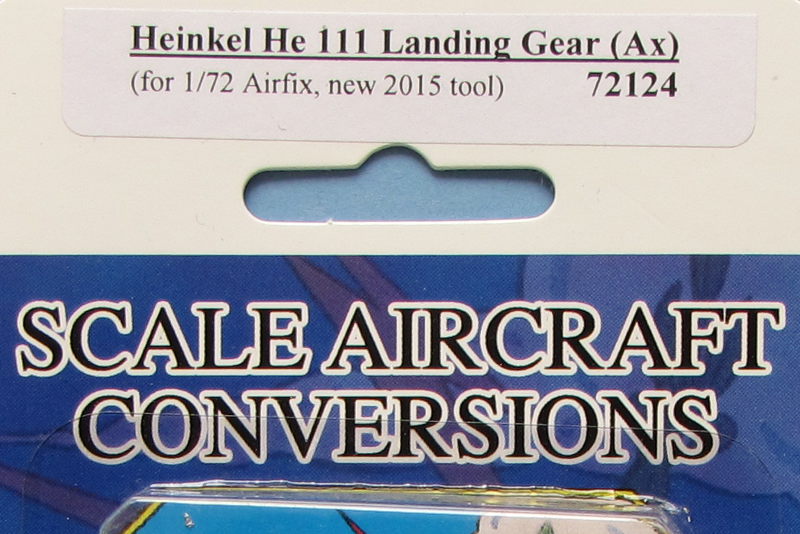 Heinkel He 111 Landing Gear (Ax)
(for 1/72 Airfix, new 2015 tool) 72124
SCALE AIRCRAFT
CONVERSIONS